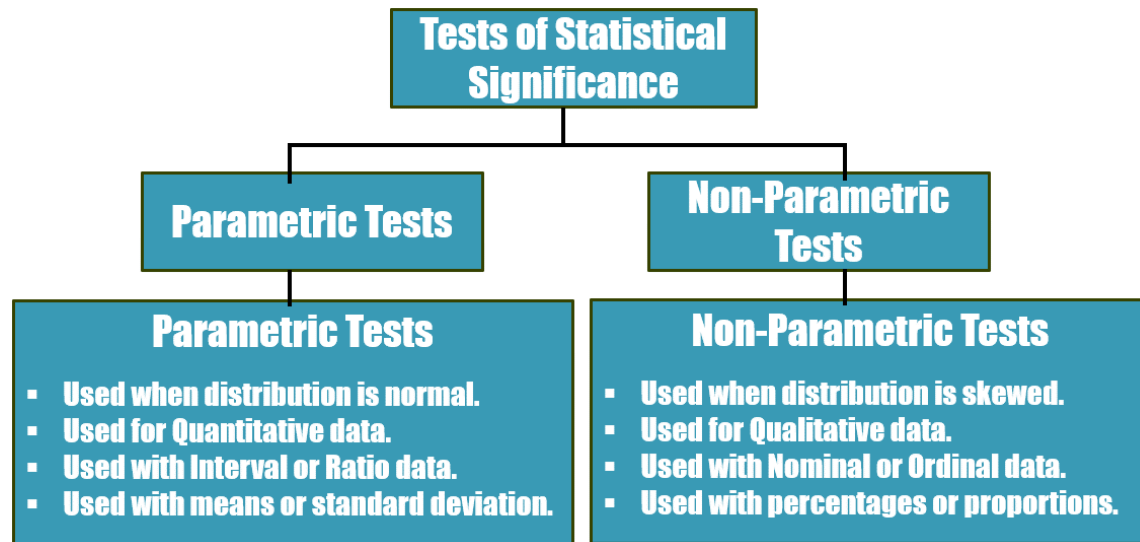 Tests of Statistical
Significance
Parametric Tests
Non-Parametric
Tests
Parametric Tests
▪ Used when distribution is normal.
▪ Used for Quantitative data.
▪ Used with Interval or Ratio data.
▪ Used with means or standard deviation.
Non-Parametric Tests
▪ Used when distribution is skewed.
▪ Used for Qualitative data.
▪ Used with Nominal or Ordinal data.
▪ Used with percentages or proportions.